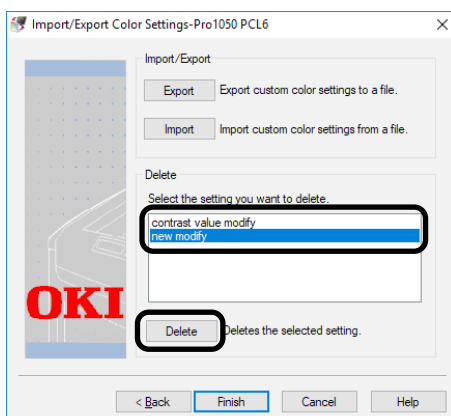 Import/Export Color Settings-Pro1050 PCL6
Import/Export
Export Export custom color settings to a file.
Import Import custom color settings from a file.
Delete
Select the setting you want to delete.
contrast value modify
new modify
OKI
Delete Deletes the selected setting.
< Back Finish Cancel Help